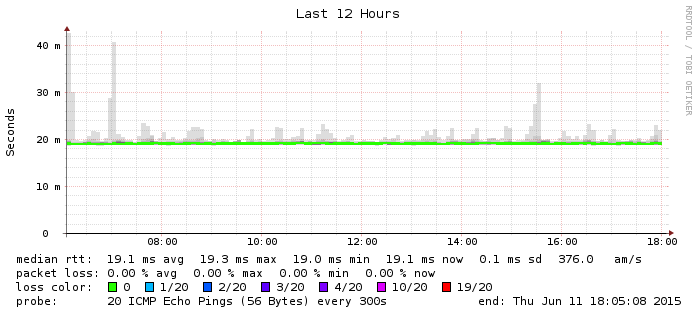 Last 12 Hours
RRDTOOL / TOBI OETIKER
Seconds
40 m
30 m
20 m
10 m
0
08:00 10:00 12:00 14:00 16:00 18:00
median rtt: 19.1 ms avg 19.3 ms max 19.0 ms min 19.1 ms now 0.1 ms sd 376.0 am/s
packet loss: 0.00 % avg 0.00 % max 0.00 % min 0.00 % now
loss color: 0 1/20 2/20 3/20 4/20 10/20 19/20
probe: 20 ICMP Echo Pings (56 Bytes) every 300s end: Thu Jun 11 18:05:08 2015